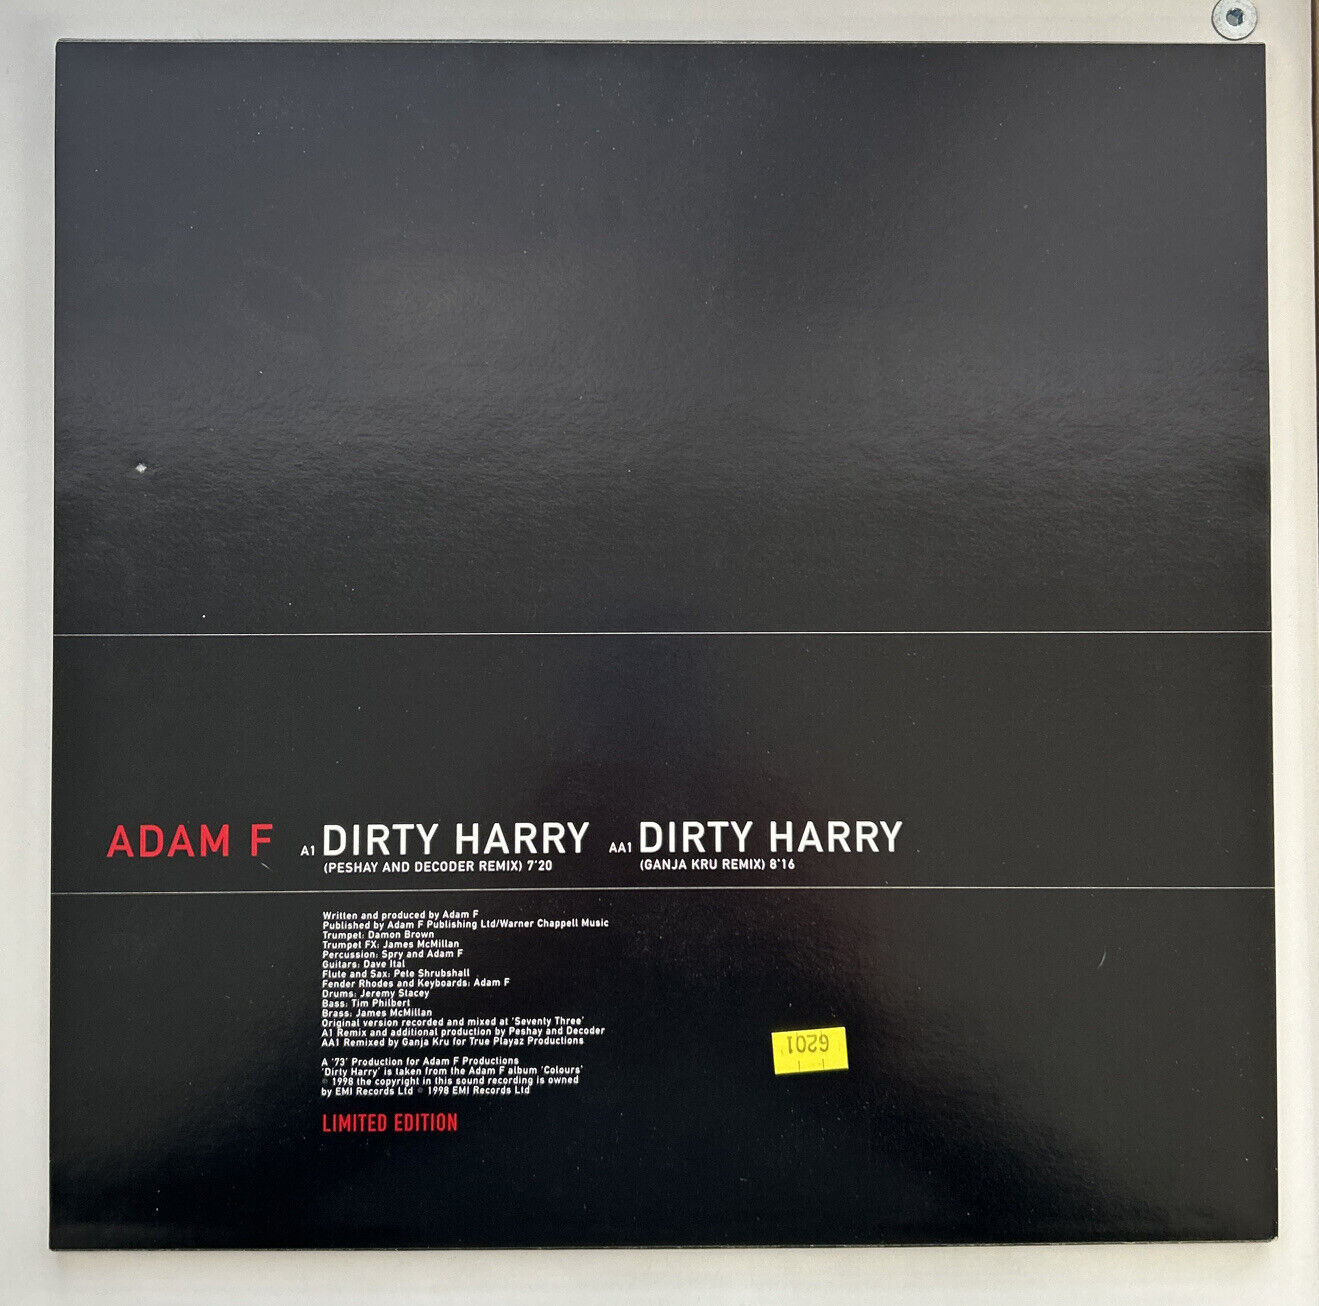 ADAM F
A1 DIRTY HARRY
(PESHAY AND DECODER REMIX) 7'20
AA1 DIRTY HARRY
(GANJA KRU REMIX) 8'16
Written and produced by Adam F
Published by Adam F Publishing Ltd/Warner Chappell Music
Trumpet: Damon Brown
Trumpet FX: James McMillan
Percussion: Spry and Adam F
Guitars: Dave Ital
Flute and Sax: Pete Shrubshall
Fender Rhodes and Keyboards: Adam F
Drums: Jeremy Stacey
Bass: Tim Philbert
Brass: James McMillan
Original version recorded and mixed at 'Seventy Three'
A1 Remix and additional production by Peshay and Decoder
AA1 Remixed by Ganja Kru for True Playaz Productions
A '73' Production for Adam F Productions
'Dirty Harry' is taken from the Adam F album 'Colours'
℗ 1998 the copyright in this sound recording is owned
by EMI Records Ltd © 1998 EMI Records Ltd
LIMITED EDITION
6201